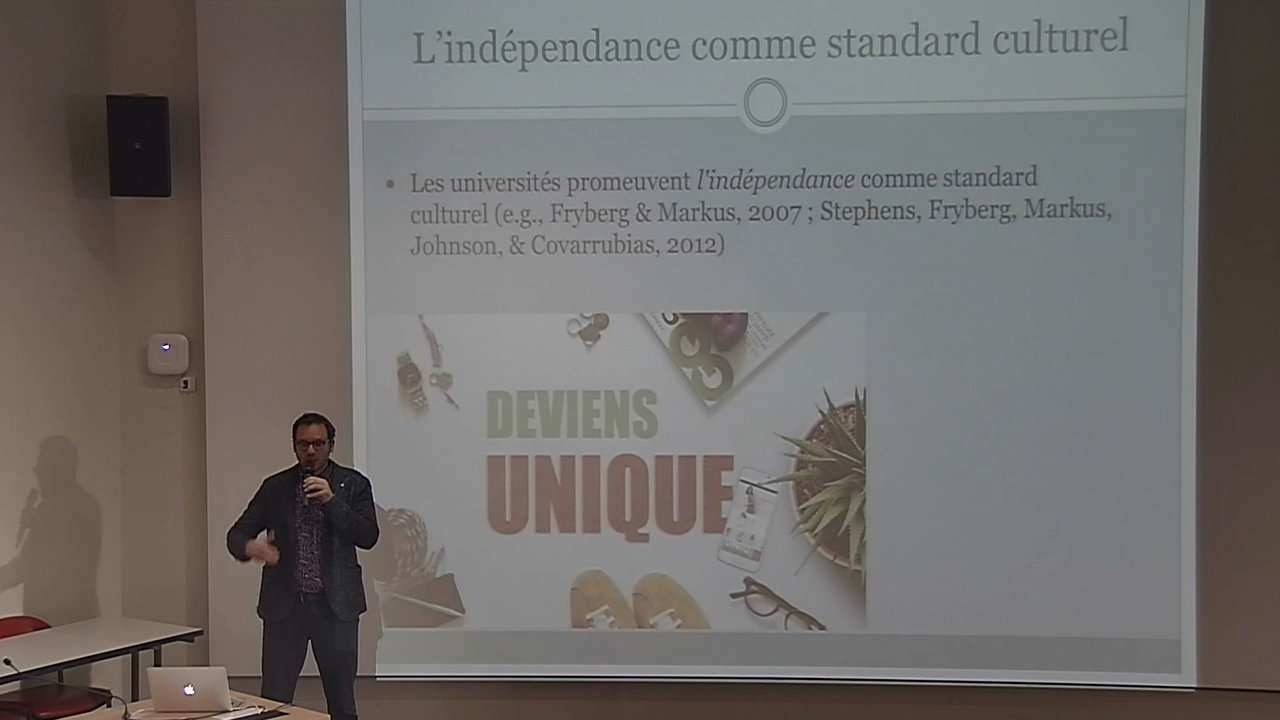 L'indépendance comme standard culturel
• Les universités promeuvent l'indépendance comme standard
culturel (e.g., Fryberg & Markus, 2007 ; Stephens, Fryberg, Markus,
Johnson, & Covarrubias, 2012)
DEVIENS
UNIQUE